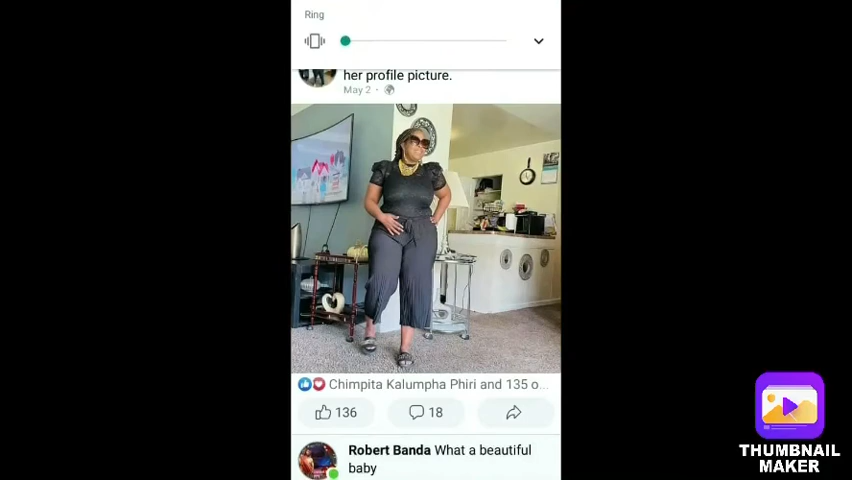 Ring
her profile picture.
May 2 ·
Chimpita Kalumpha Phiri and 135 o...
136
18
Robert Banda What a beautiful
baby
THUMBNAIL
MAKER